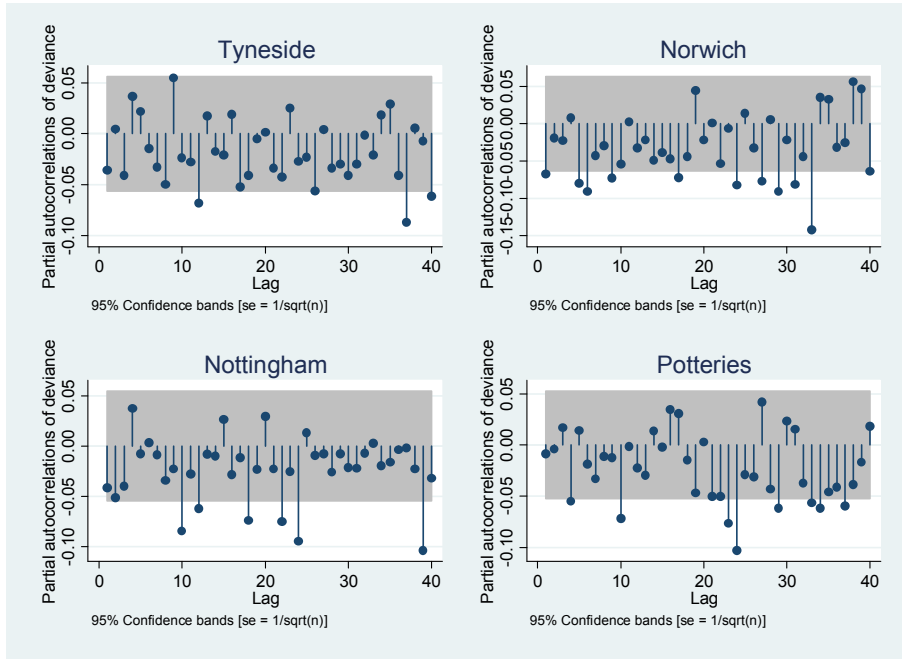 Tyneside
Partial autocorrelations of deviance
0.05
0.00
-0.05
-0.10
0 10 20 30 40
Lag
95% Confidence bands [se = 1/sqrt(n)]
Norwich
Partial autocorrelations of deviance
0.05
0.00
-0.05
-0.10
-0.15
0 10 20 30 40
Lag
95% Confidence bands [se = 1/sqrt(n)]
Nottingham
Partial autocorrelations of deviance
0.05
0.00
-0.05
-0.10
0 10 20 30 40
Lag
95% Confidence bands [se = 1/sqrt(n)]
Potteries
Partial autocorrelations of deviance
0.05
0.00
-0.05
-0.10
0 10 20 30 40
Lag
95% Confidence bands [se = 1/sqrt(n)]